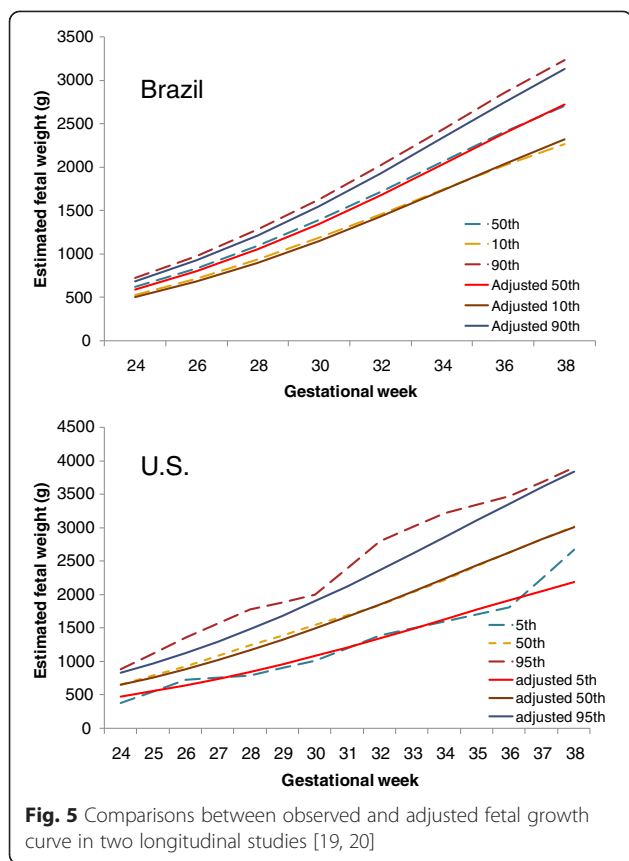 3500
3000
2500
2000
1500
1000
500
0
Estimated fetal weight (g)
Brazil
50th
10th
90th
Adjusted 50th
Adjusted 10th
Adjusted 90th
24 26 28 30 32 34 36 38
Gestational week
4500
4000
3500
3000
2500
2000
1500
1000
500
0
Estimated fetal weight (g)
U.S.
5th
50th
95th
adjusted 5th
adjusted 50th
adjusted 95th
24 25 26 27 28 29 30 31 32 33 34 35 36 37 38
Gestational week
Fig. 5 Comparisons between observed and adjusted fetal growth
curve in two longitudinal studies [19, 20]